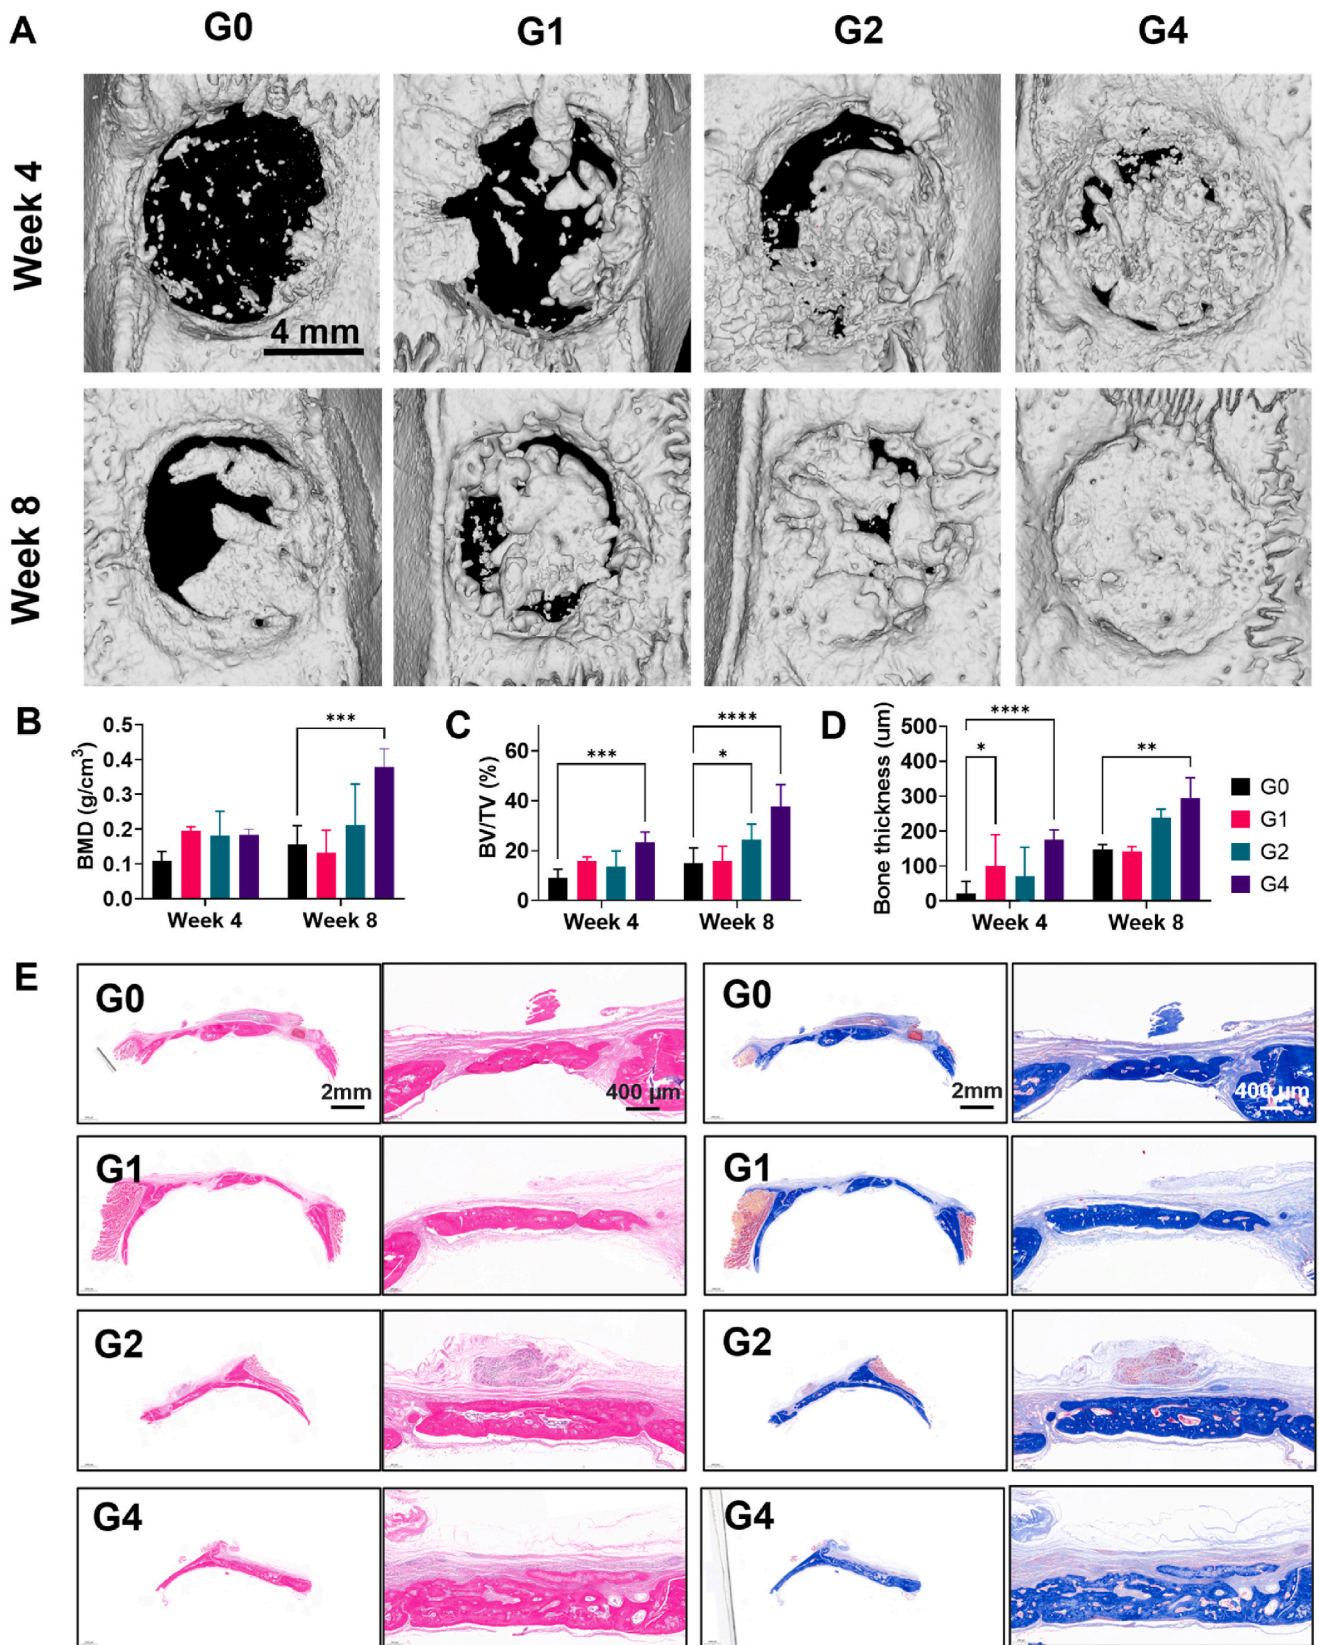 A
G0 G1 G2 G4
Week 4
4 mm
Week 8
B
BMD (g/cm³)
0.5
0.4
0.3
0.2
0.1
0.0
***
Week 4 Week 8
C
BV/TV (%)
60
40
20
0
***
****
*
Week 4 Week 8
D
Bone thickness (um)
500
400
300
200
100
0
****
*
**
Week 4 Week 8
G0
G1
G2
G4
E
G0 2mm 400 µm G0 2mm 400 µm
G1 G1
G2 G2
G4 G4